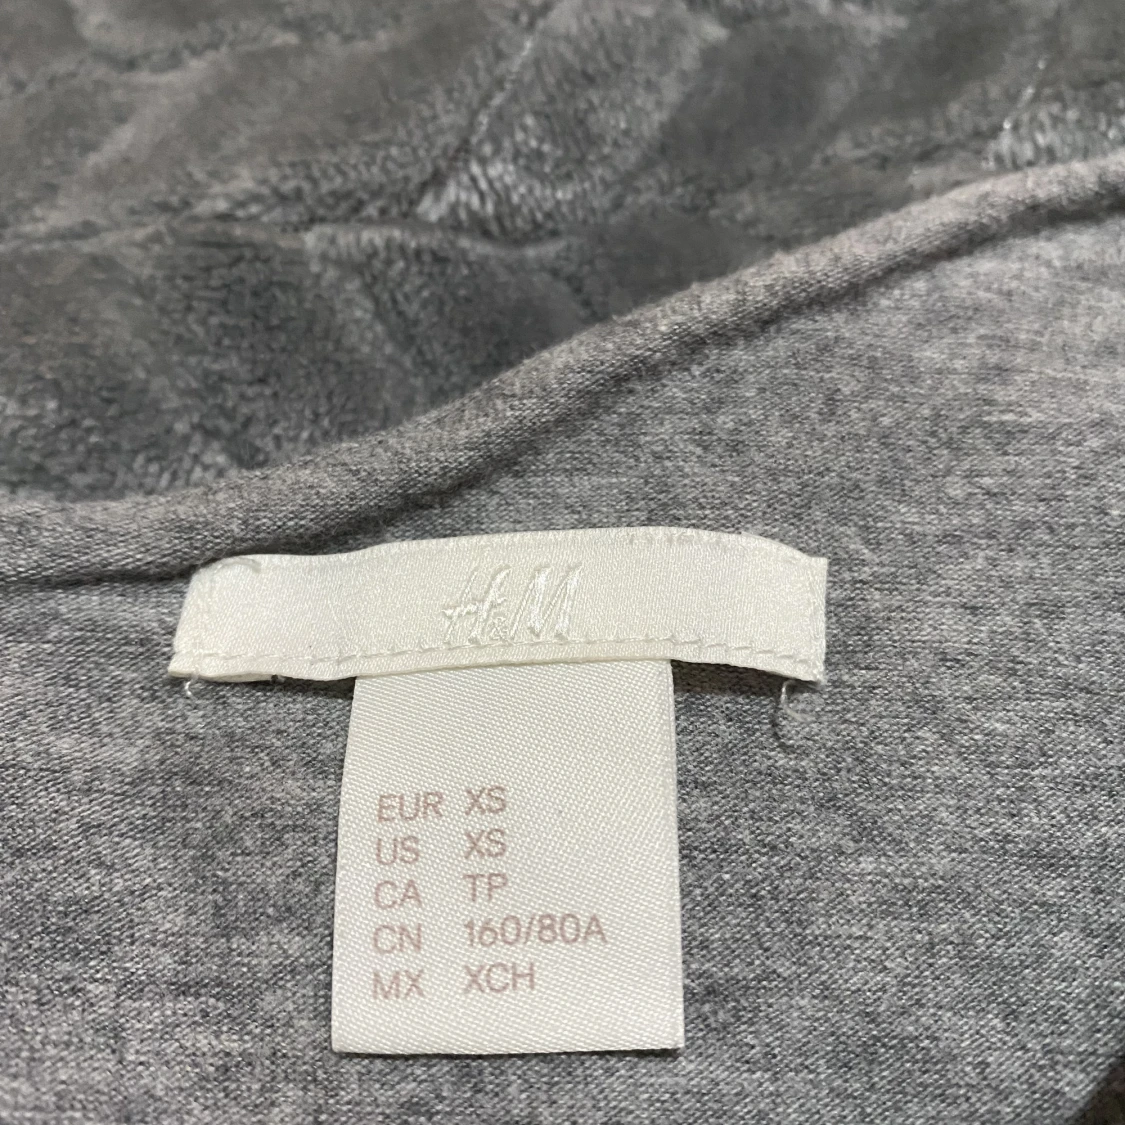 H&M
EUR XS
US XS
CA TP
CN 160/80A
MX XCH